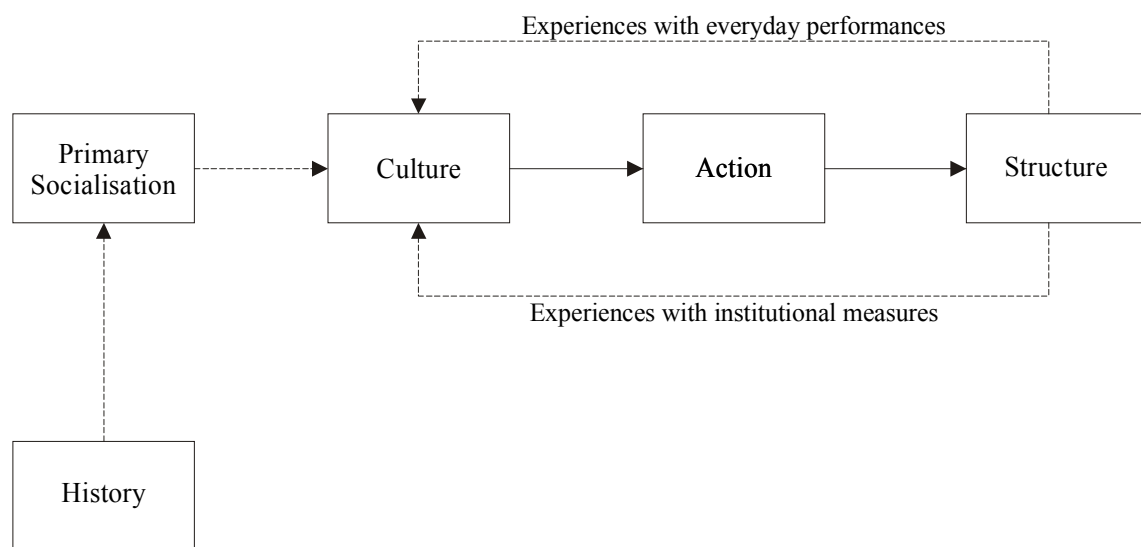 Experiences with everyday performances
Primary
Socialisation
Culture
Action
Structure
Experiences with institutional measures
History